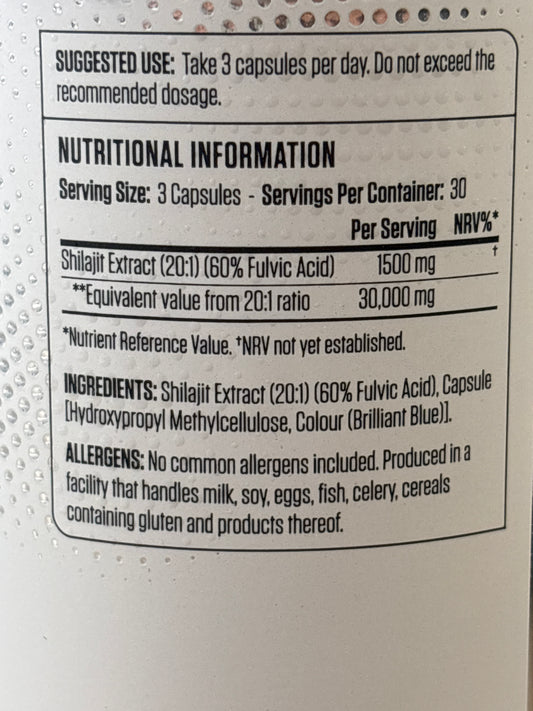 SUGGESTED USE: Take 3 capsules per day. Do not exceed the
recommended dosage.
NUTRITIONAL INFORMATION
Serving Size: 3 Capsules - Servings Per Container: 30
Per Serving NRV%*
Shilajit Extract (20:1) (60% Fulvic Acid) 1500 mg †
**Equivalent value from 20:1 ratio 30,000 mg
*Nutrient Reference Value. †NRV not yet established.
INGREDIENTS: Shilajit Extract (20:1) (60% Fulvic Acid), Capsule
[Hydroxypropyl Methylcellulose, Colour (Brilliant Blue)].
ALLERGENS: No common allergens included. Produced in a
facility that handles milk, soy, eggs, fish, celery, cereals
containing gluten and products thereof.